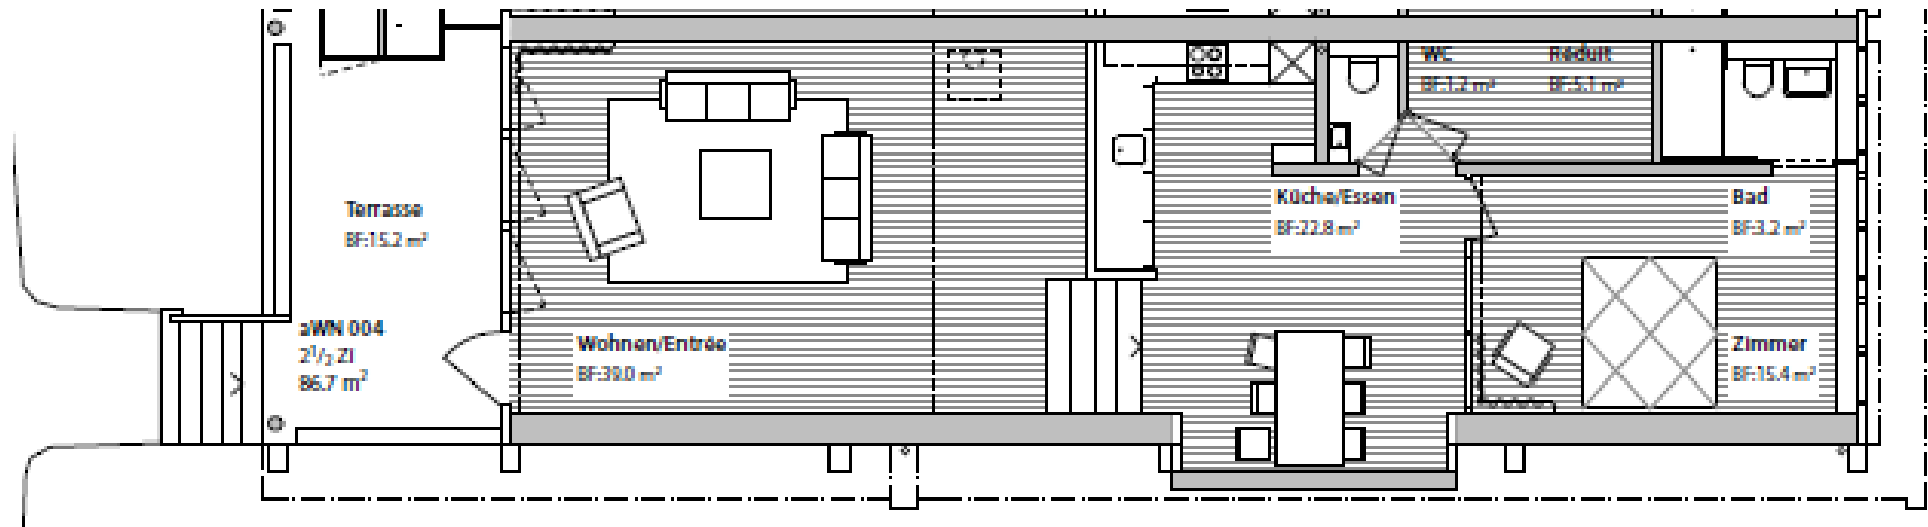 WC
BF:1.2 m²
Réduit
BF:5.1 m²
Terrasse
BF:15.2 m²
Küche/Essen
BF:22.8 m²
Bad
BF:3.2 m²
aWN 004
2¹/₂ Zi
86.7 m²
Wohnen/Entrée
BF:39.0 m²
Zimmer
BF:15.4 m²